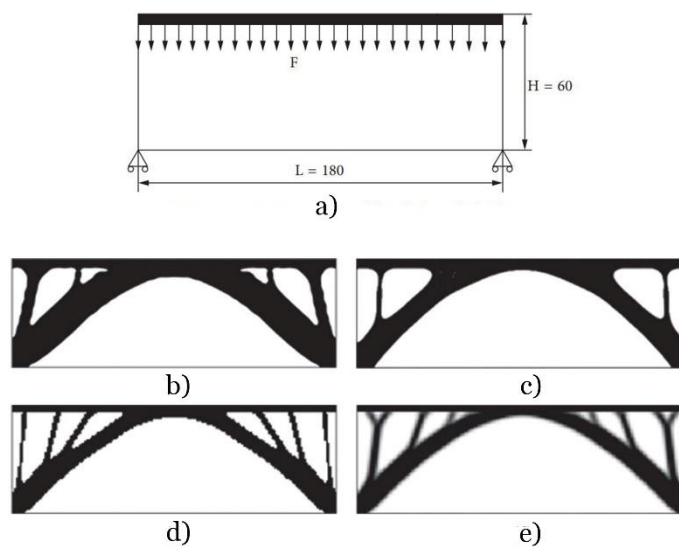 F
H = 60
L = 180
a)
b)
c)
d)
e)